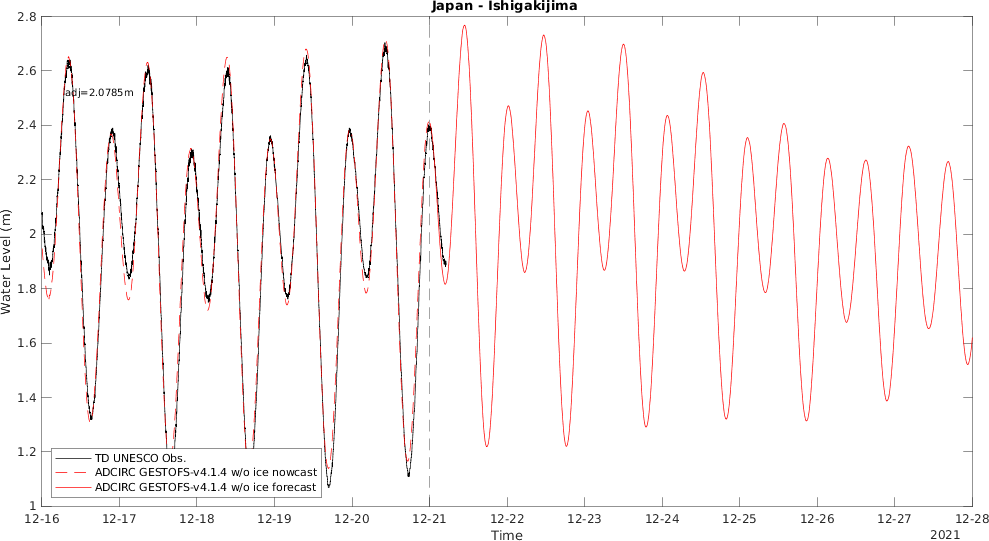 Japan - Ishigakijima
2.8
2.6
2.4
2.2
2
1.8
1.6
1.4
1.2
1
Water Level (m)
adj=2.0785m
TD UNESCO Obs.
ADCIRC GESTOFS-v4.1.4 w/o ice nowcast
ADCIRC GESTOFS-v4.1.4 w/o ice forecast
12-16 12-17 12-18 12-19 12-20 12-21 12-22 12-23 12-24 12-25 12-26 12-27 12-28
Time
2021